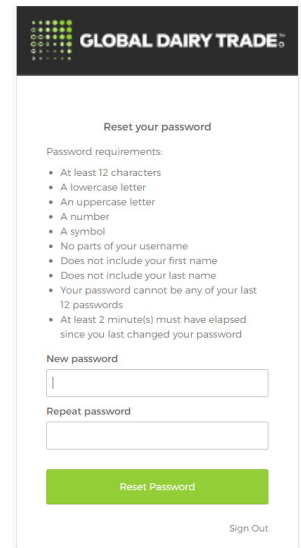 GLOBAL DAIRY TRADE™
Reset your password
Password requirements:
• At least 12 characters
• A lowercase letter
• An uppercase letter
• A number
• A symbol
• No parts of your username
• Does not include your first name
• Does not include your last name
• Your password cannot be any of your last
12 passwords
• At least 2 minute(s) must have elapsed
since you last changed your password
New password
Repeat password
Reset Password
Sign Out